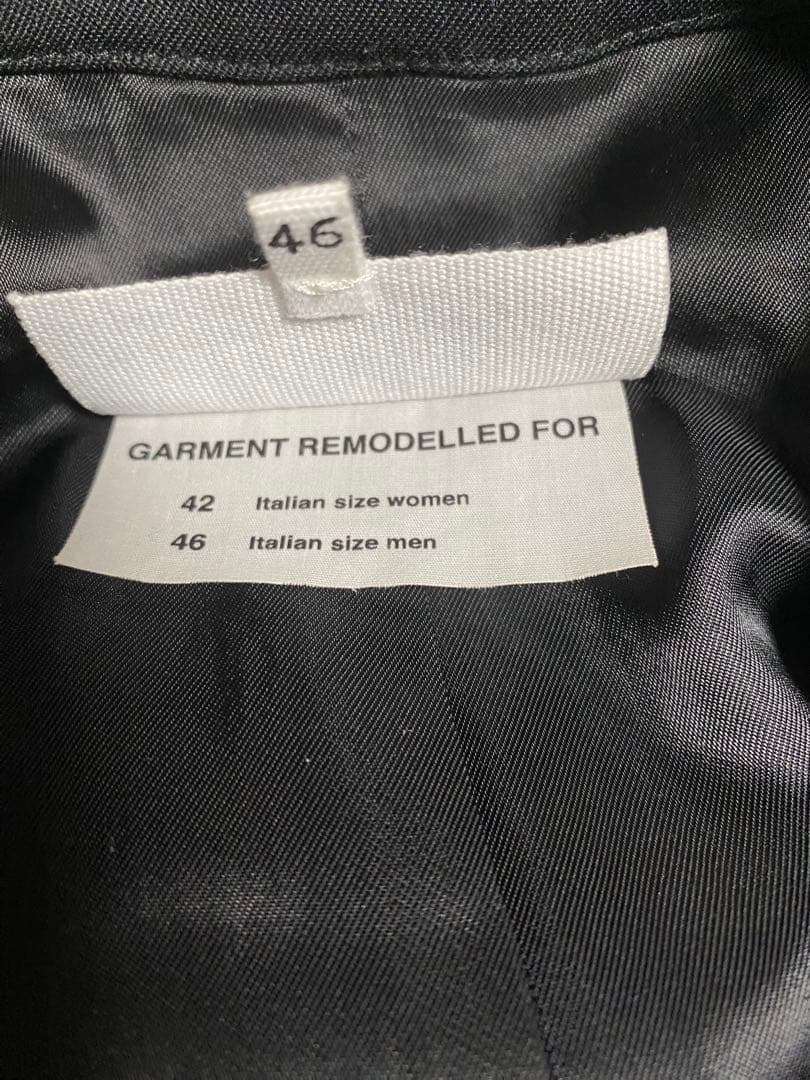 46
GARMENT REMODELLED FOR
42 Italian size women
46 Italian size men